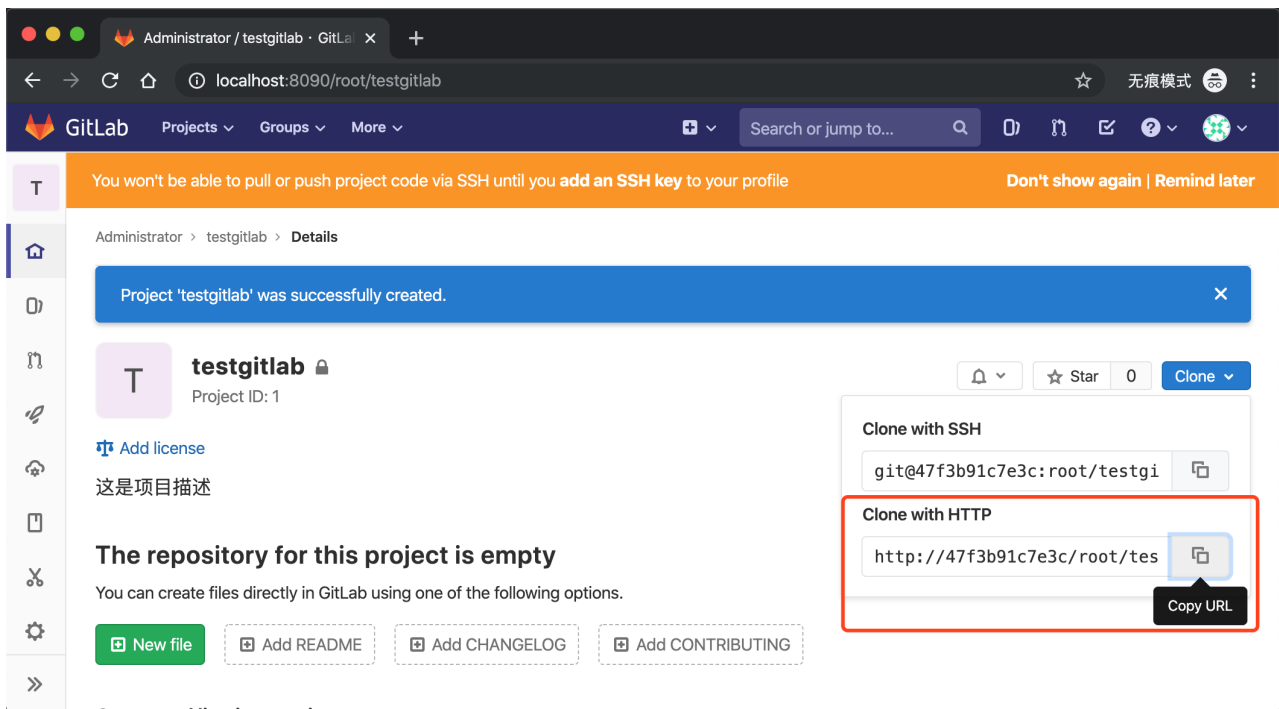 Administrator / testgitlab · GitLa
localhost:8090/root/testgitlab
无痕模式
GitLab Projects Groups More Search or jump to...
T
You won't be able to pull or push project code via SSH until you add an SSH key to your profile
Don't show again | Remind later
Administrator > testgitlab > Details
Project 'testgitlab' was successfully created.
T
testgitlab
Project ID: 1
Star 0 Clone
Add license
这是项目描述
Clone with SSH
git@47f3b91c7e3c:root/testgi
Clone with HTTP
http://47f3b91c7e3c/root/tes
Copy URL
The repository for this project is empty
You can create files directly in GitLab using one of the following options.
New file Add README Add CHANGELOG Add CONTRIBUTING